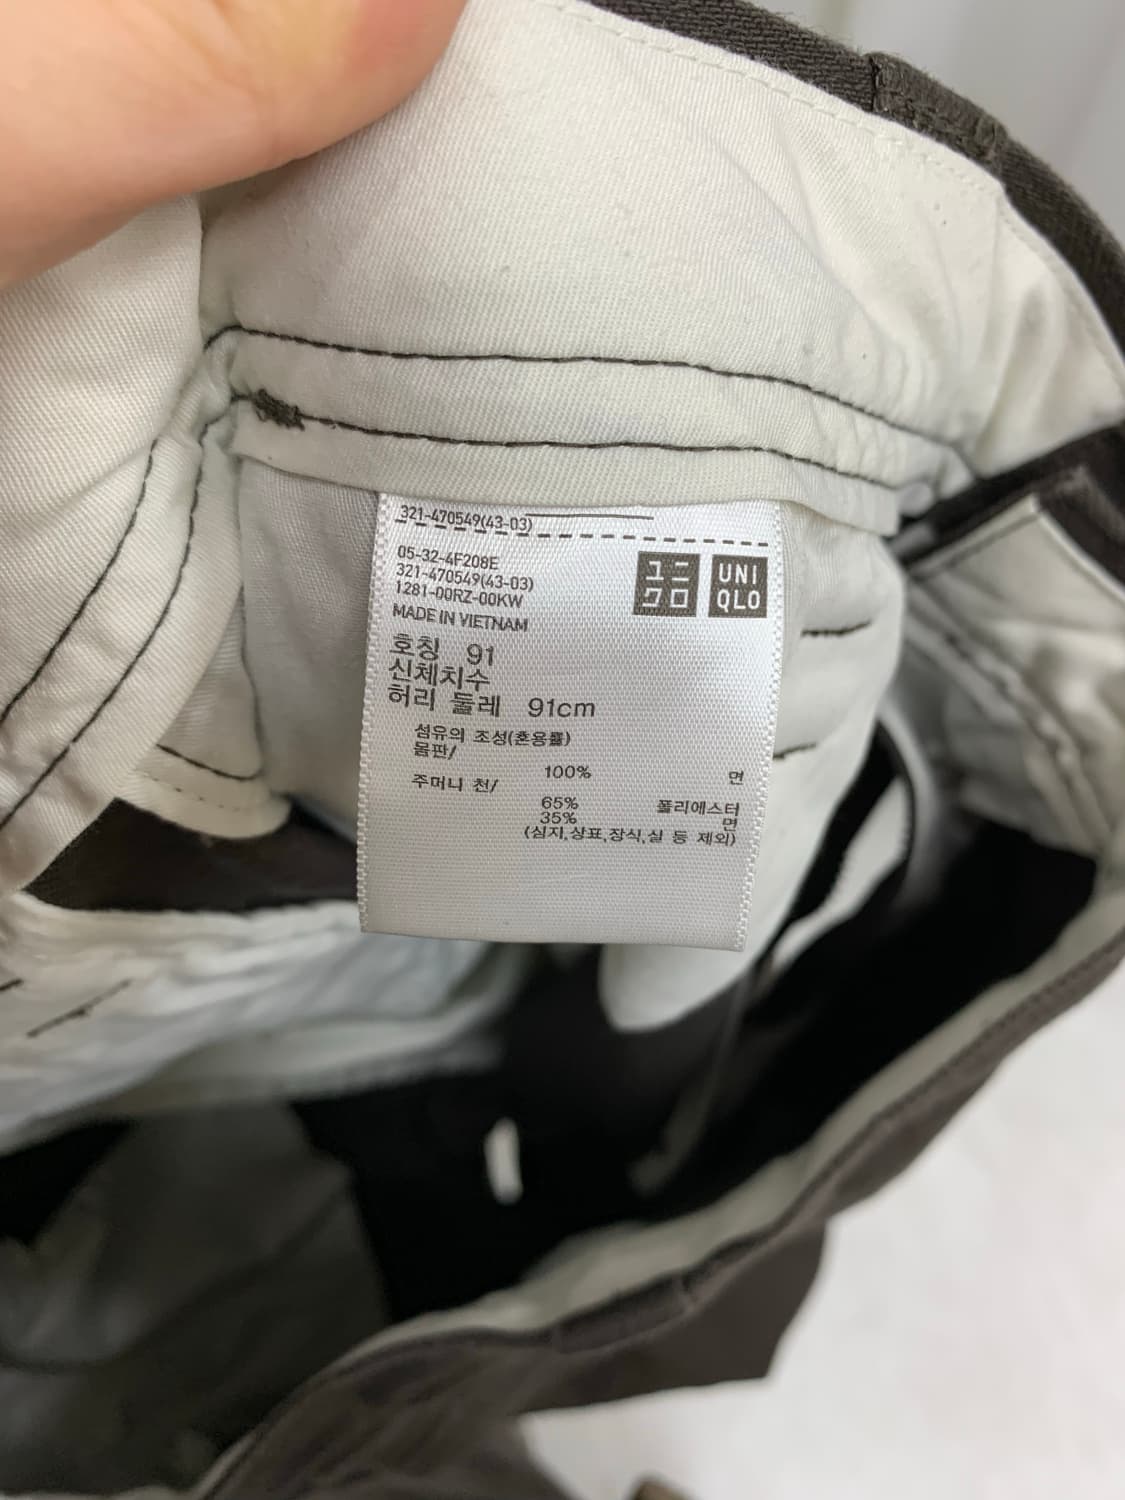 321-470549(43-03)
05-32-4F208E
321-470549(43-03)
1281-00RZ-00KW
MADE IN VIETNAM
ユニ
クロ
UNI
QLO
호칭 91
신체치수
허리 둘레 91cm
섬유의 조성(혼용률)
몸판/
100% 면
주머니 천/
65% 폴리에스터
35% 면
(심지,상표,장식,실 등 제외)